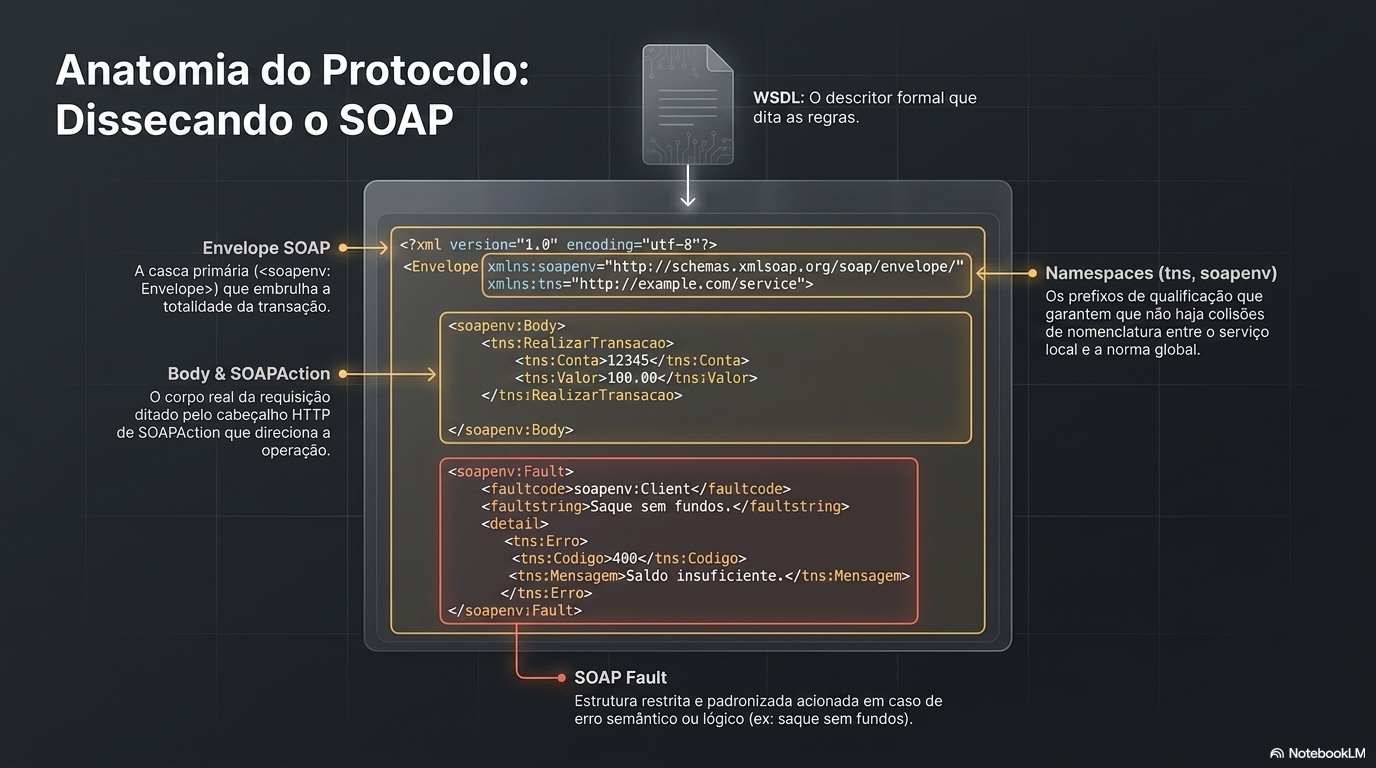 Anatomia do Protocolo:
Dissecando o SOAP
WSDL: O descritor formal que
dita as regras.
Envelope SOAP
A casca primária (<soapenv:
Envelope>) que embrulha a
totalidade da transação.
Body & SOAPAction
O corpo real da requisição
ditado pelo cabeçalho HTTP
de SOAPAction que direciona a
operação.
<?xml version="1.0" encoding="utf-8"?>
<Envelope xmlns:soapenv="http://schemas.xmlsoap.org/soap/envelope/"
xmlns:tns="http://example.com/service">
<soapenv:Body>
<tns:RealizarTransacao>
<tns:Conta>12345</tns:Conta>
<tns:Valor>100.00</tns:Valor>
</tns:RealizarTransacao>
</soapenv:Body>
<soapenv:Fault>
<faultcode>soapenv:Client</faultcode>
<faultstring>Saque sem fundos.</faultstring>
<detail>
<tns:Erro>
<tns:Codigo>400</tns:Codigo>
<tns:Mensagem>Saldo insuficiente.</tns:Mensagem>
</tns:Erro>
</soapenv:Fault>
Namespaces (tns, soapenv)
Os prefixos de qualificação que
garantem que não haja colisões
de nomenclatura entre o serviço
local e a norma global.
SOAP Fault
Estrutura restrita e padronizada acionada em caso de
erro semântico ou lógico (ex: saque sem fundos).
NotebookLM